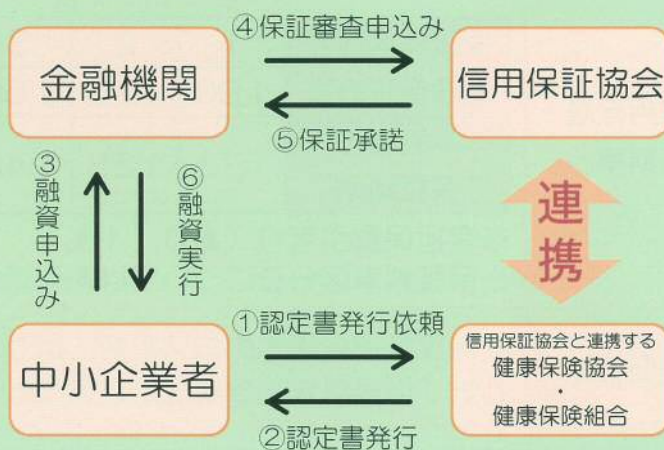 ④保証審査申込み
金融機関
信用保証協会
⑤保証承諾
③融資申込み
⑥融資実行
連携
①認定書発行依頼
中小企業者
信用保証協会と連携する
健康保険協会
・
健康保険組合
②認定書発行